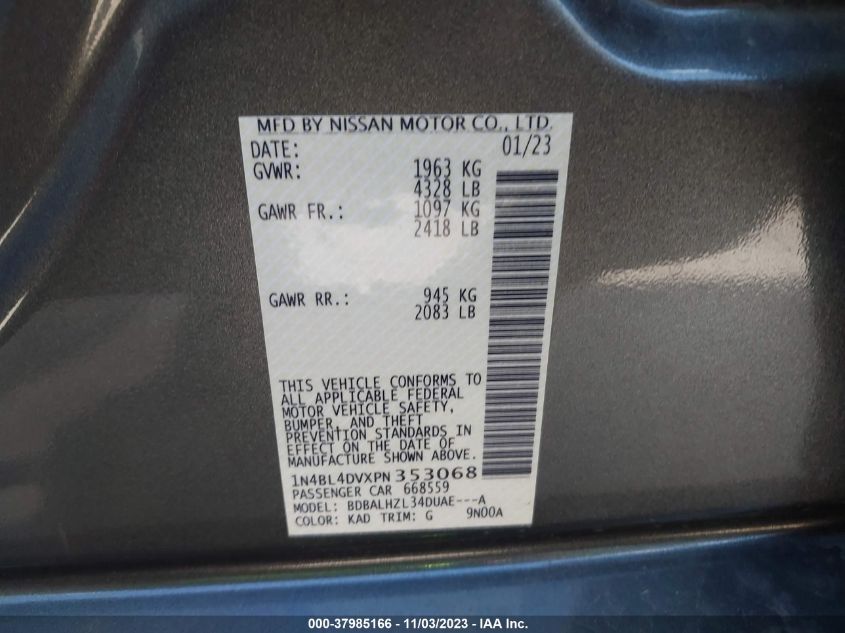 MFD BY NISSAN MOTOR CO., LTD.
DATE: 01/23
GVWR: 1963 KG
4328 LB
GAWR FR.: 1097 KG
2418 LB
GAWR RR.: 945 KG
2083 LB
THIS VEHICLE CONFORMS TO
ALL APPLICABLE FEDERAL
MOTOR VEHICLE SAFETY,
BUMPER, AND THEFT
PREVENTION STANDARDS IN
EFFECT ON THE DATE OF
MANUFACTURE SHOWN ABOVE.
1N4BL4DVXPN353068
PASSENGER CAR 668559
MODEL: BDBALHZL34DUAE---A
COLOR: KAD TRIM: G 9N00A
000-37985166 - 11/03/2023 - IAA Inc.